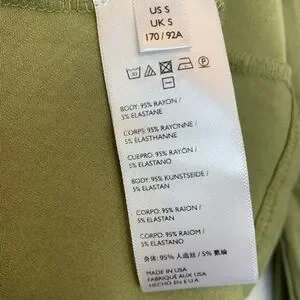 US S
UK S
170 / 92A
BODY: 95% RAYON /
5% ELASTANE
CORPS: 95% RAYONNE /
5% ELASTHANNE
CUERPO: 95% RAYÓN /
5% ELASTANO
BODY: 95% KUNSTSEIDE /
5% ELASTAN
CORPO: 95% RAION /
5% ELASTAN
CORPO: 95% RAIOM /
5% ELASTANO
身体: 95% 人造丝 / 5% 氨纶
MADE IN USA
FABRIQUÉ AUX USA
HECHO EN E.U.A.